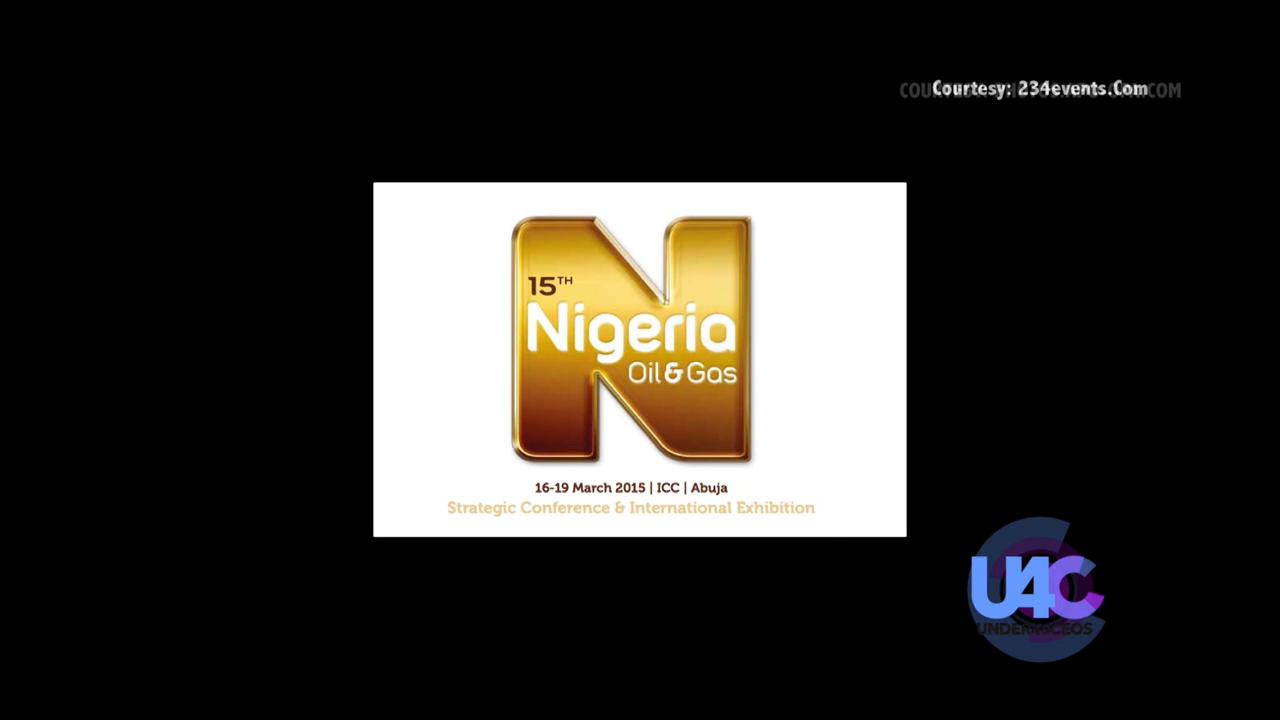 Courtesy: 234events.Com
15TH
Nigeria
Oil & Gas
16-19 March 2015 | ICC | Abuja
Strategic Conference & International Exhibition
U4C